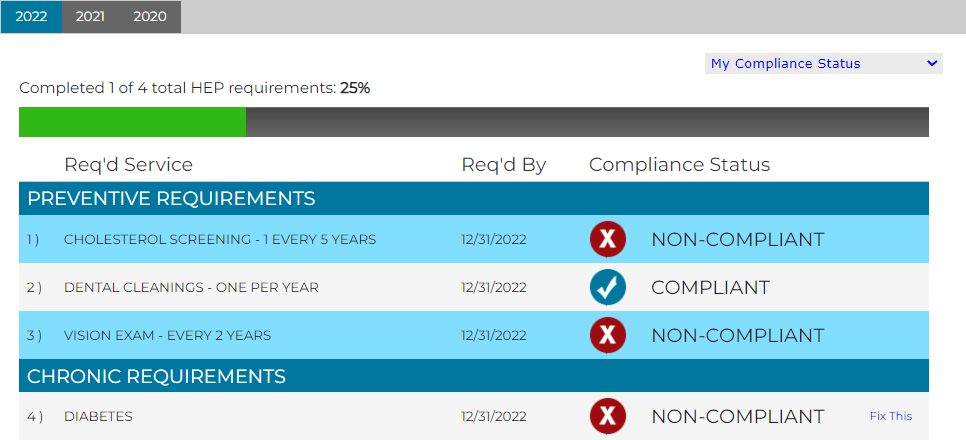 2022 2021 2020
My Compliance Status
Completed 1 of 4 total HEP requirements: 25%
Req'd Service Req'd By Compliance Status
PREVENTIVE REQUIREMENTS
1 ) CHOLESTEROL SCREENING - 1 EVERY 5 YEARS 12/31/2022 X NON-COMPLIANT
2 ) DENTAL CLEANINGS - ONE PER YEAR 12/31/2022 COMPLIANT
3 ) VISION EXAM - EVERY 2 YEARS 12/31/2022 X NON-COMPLIANT
CHRONIC REQUIREMENTS
4 ) DIABETES 12/31/2022 X NON-COMPLIANT Fix This